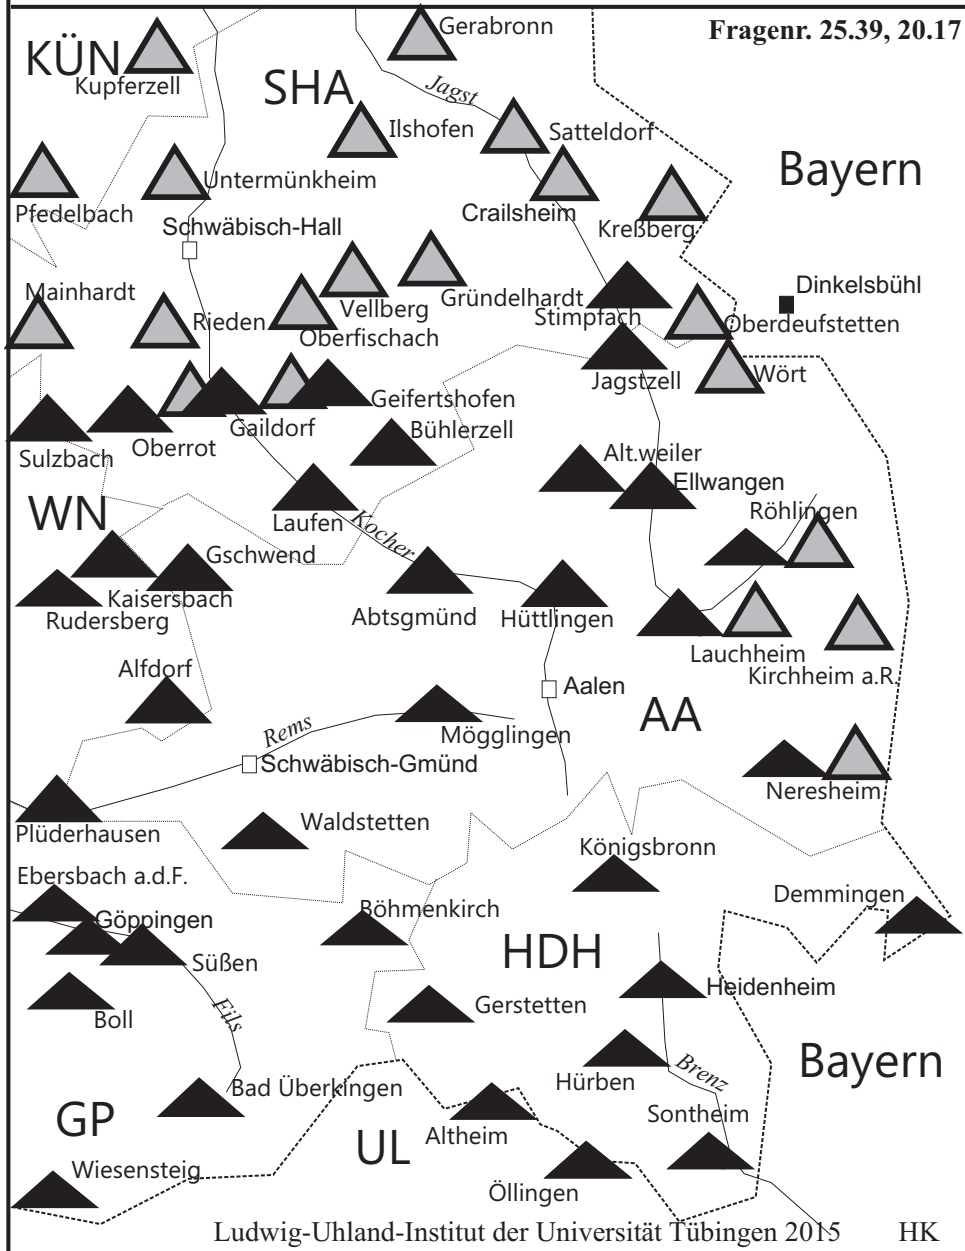 Fragenr. 25.39, 20.17
Gerabronn
KÜN
Kupferzell
SHA
Jagst
Ilshofen
Satteldorf
Bayern
Untermünkheim
Pfedelbach
Crailsheim
Kreßberg
Schwäbisch-Hall
Mainhardt
Rieden
Vellberg
Oberfischach
Gründelhardt
Stimpfach
Dinkelsbühl
Oberdeufstetten
Jagstzell
Wört
Geifertshofen
Gaildorf
Bühlerzell
Oberrot
Sulzbach
Alt.weiler
Ellwangen
Röhlingen
WN
Laufen
Kocher
Gschwend
Kaisersbach
Rudersberg
Abtsgmünd
Hüttlingen
Lauchheim
Kirchheim a.R.
Alfdorf
Aalen
AA
Rems
Mögglingen
Schwäbisch-Gmünd
Neresheim
Plüderhausen
Waldstetten
Königsbronn
Ebersbach a.d.F.
Demmingen
Böhmenkirch
Göppingen
HDH
Süßen
Heidenheim
Gerstetten
Boll
Fils
Bayern
Hürben
Brenz
Bad Überkingen
Sontheim
GP
Altheim
UL
Wiesensteig
Öllingen
Ludwig-Uhland-Institut der Universität Tübingen 2015 HK